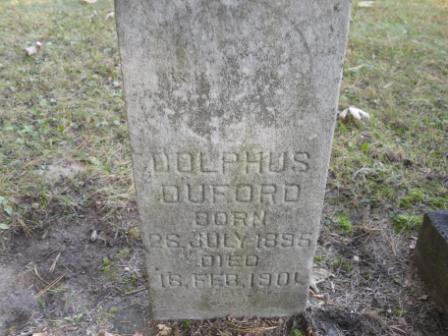 DOLPHUS
DUFORD
BORN
26. JULY 1895
DIED
16. FEB. 1901